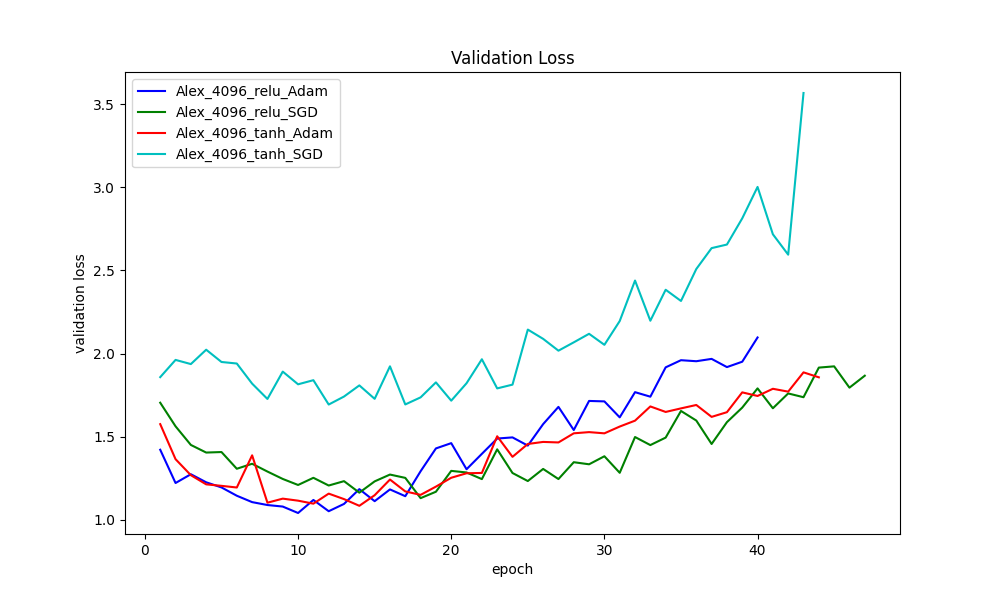 Validation Loss
Alex_4096_relu_Adam
Alex_4096_relu_SGD
Alex_4096_tanh_Adam
Alex_4096_tanh_SGD
validation loss
3.5
3.0
2.5
2.0
1.5
1.0
0 10 20 30 40
epoch